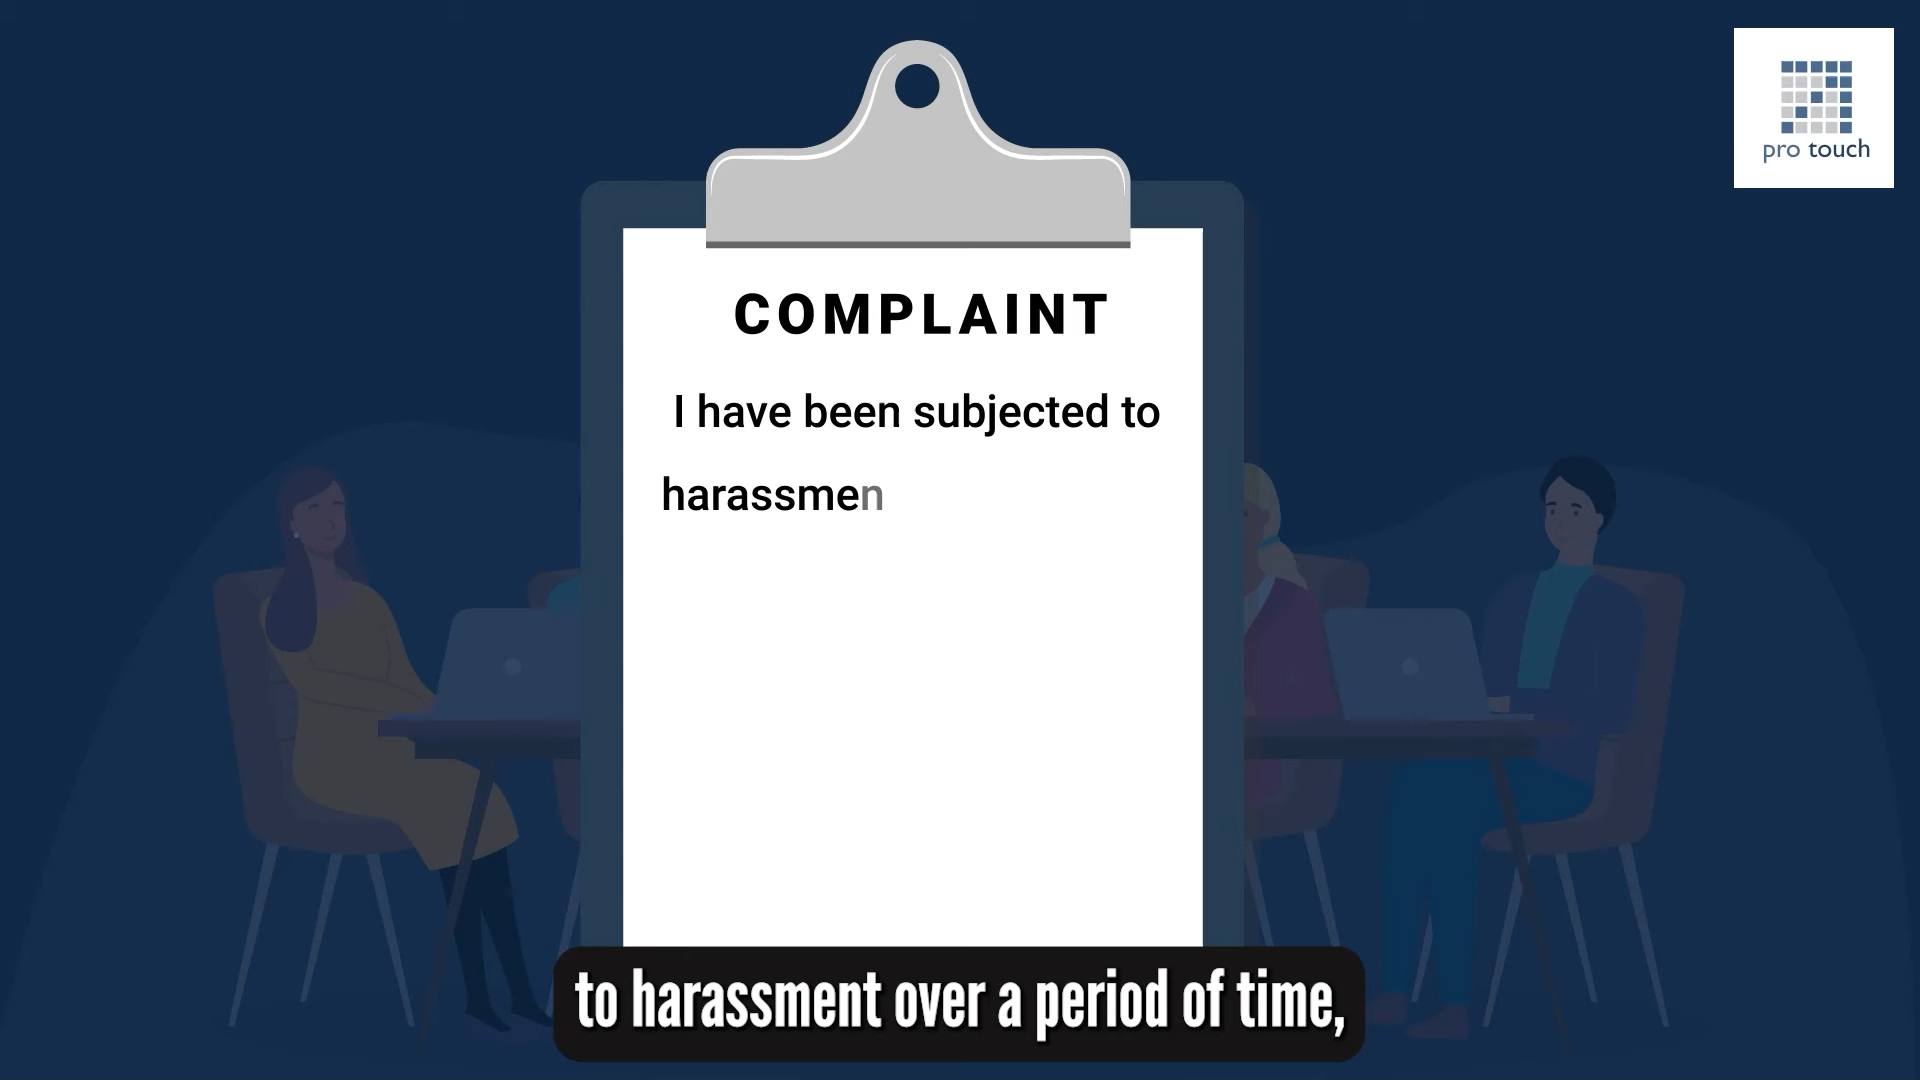 pro touch
COMPLAINT
I have been subjected to
harassmen
to harassment over a period of time,